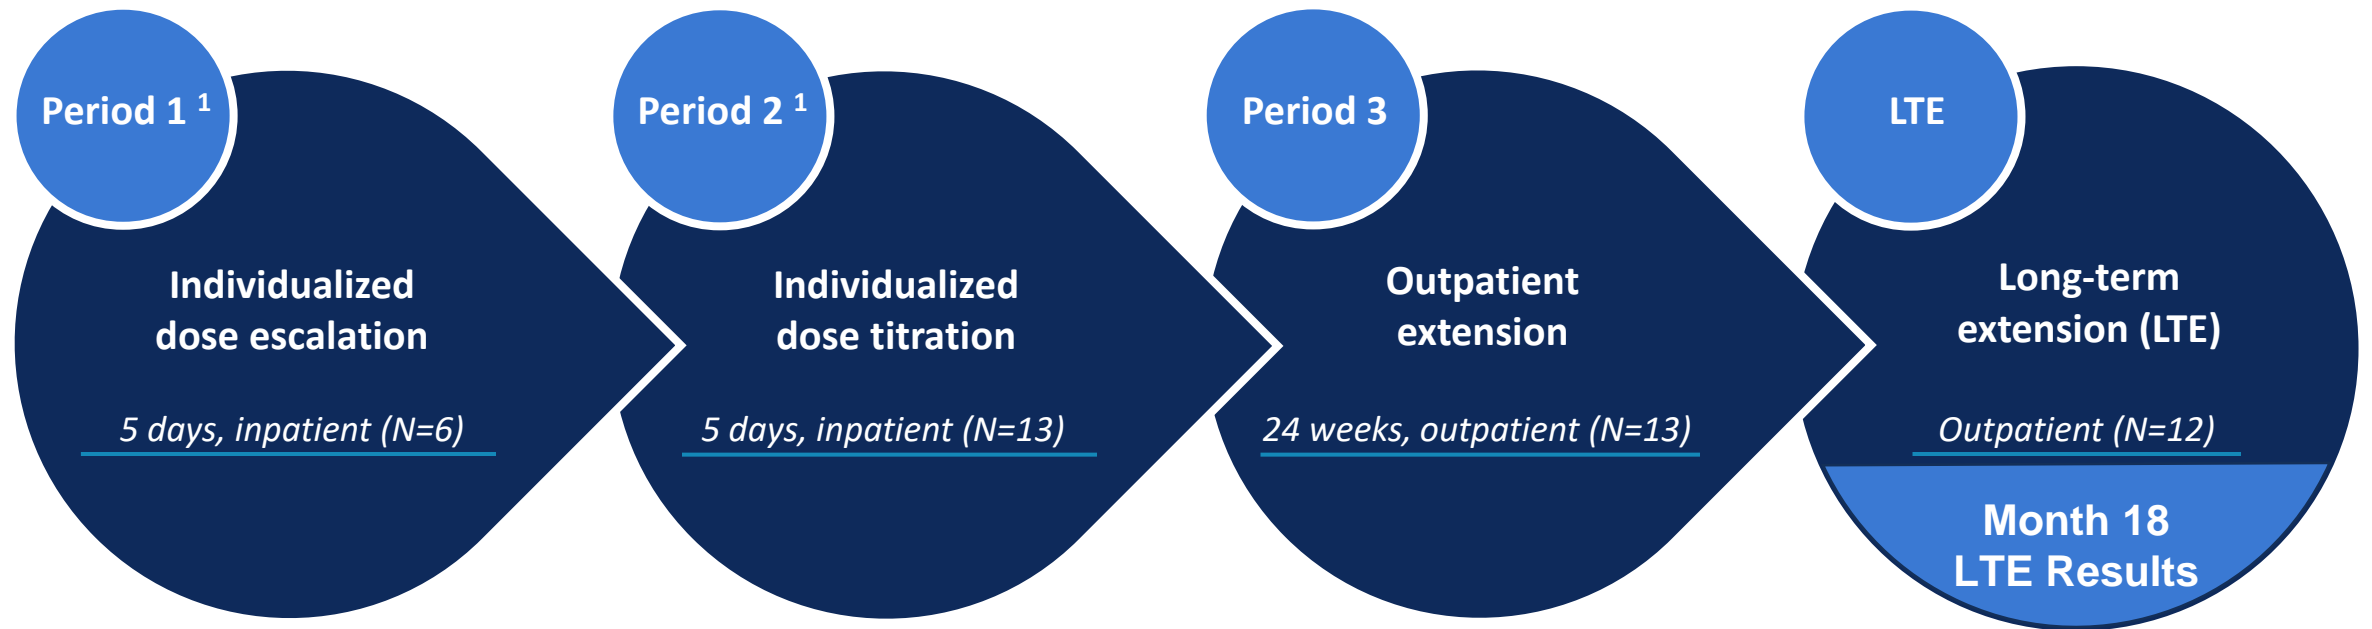 Period 1 ¹
Individualized
dose escalation
5 days, inpatient (N=6)
Period 2 ¹
Individualized
dose titration
5 days, inpatient (N=13)
Period 3
Outpatient
extension
24 weeks, outpatient (N=13)
LTE
Long-term
extension (LTE)
Outpatient (N=12)
Month 18
LTE Results